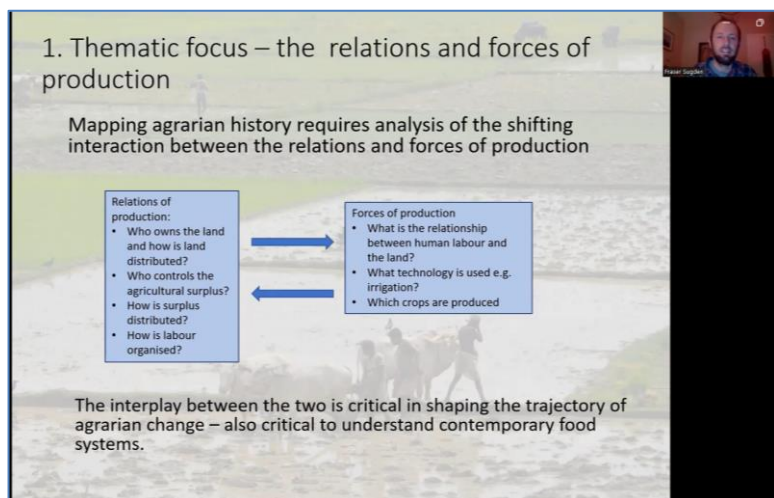 1. Thematic focus – the relations and forces of
production
Fraser Sugden
Mapping agrarian history requires analysis of the shifting
interaction between the relations and forces of production
Relations of
production:
• Who owns the land
and how is land
distributed?
• Who controls the
agricultural surplus?
• How is surplus
distributed?
• How is labour
organised?
Forces of production
• What is the relationship
between human labour and
the land?
• What technology is used e.g.
irrigation?
• Which crops are produced
The interplay between the two is critical in shaping the trajectory of
agrarian change – also critical to understand contemporary food
systems.